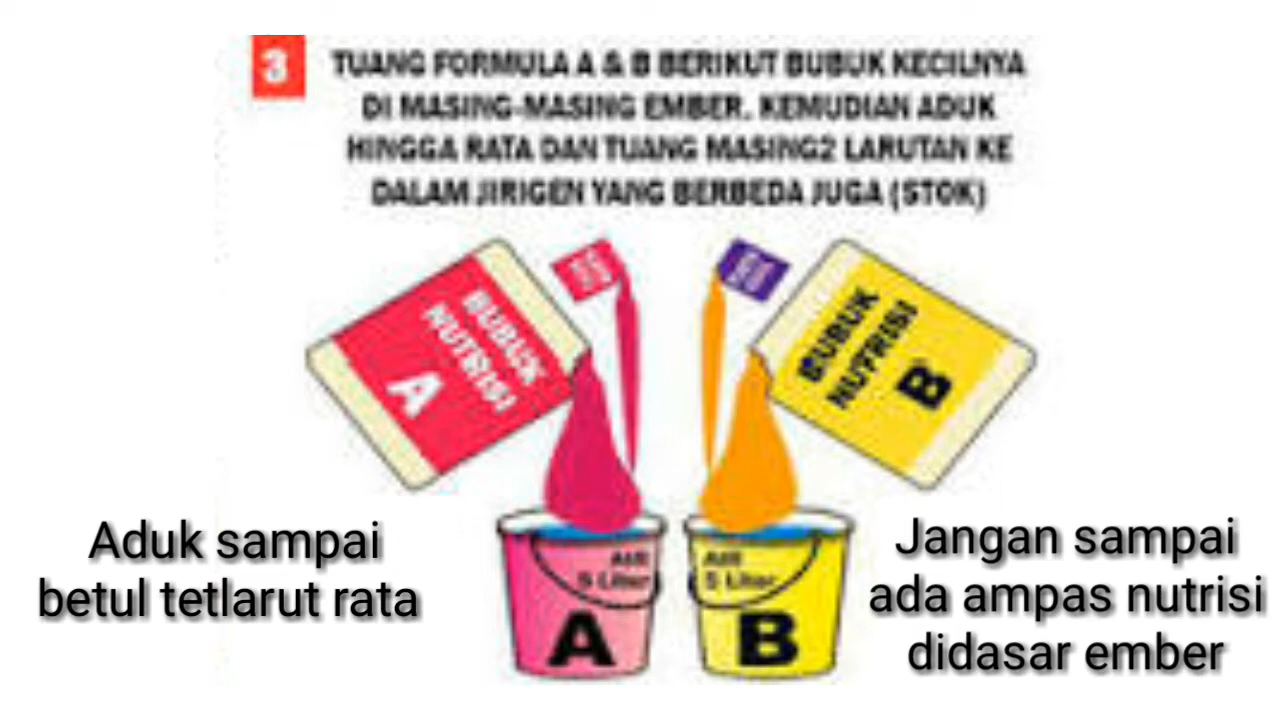 3
TUANG FORMULA A & B BERIKUT BUBUK KECILNYA
DI MASING-MASING EMBER. KEMUDIAN ADUK
HINGGA RATA DAN TUANG MASING2 LARUTAN KE
DALAM JIRIGEN YANG BERBEDA JUGA (STOK)
BUBUK
NUTRISI
A
BUBUK
NUTRISI
B
Aduk sampai
betul tetlarut rata
AIR
5 Liter
A
AIR
5 Liter
B
Jangan sampai
ada ampas nutrisi
didasar ember